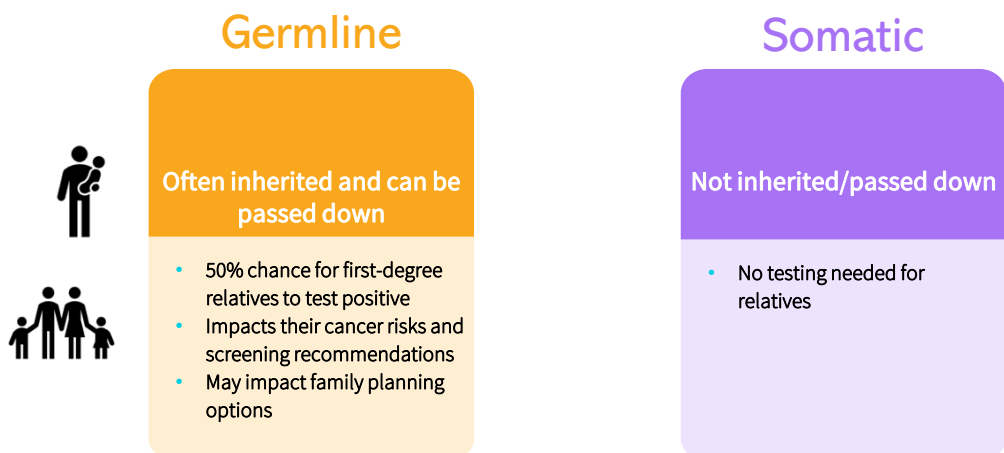 Germline
Often inherited and can be
passed down
• 50% chance for first-degree
relatives to test positive
• Impacts their cancer risks and
screening recommendations
• May impact family planning
options
Somatic
Not inherited/passed down
• No testing needed for
relatives